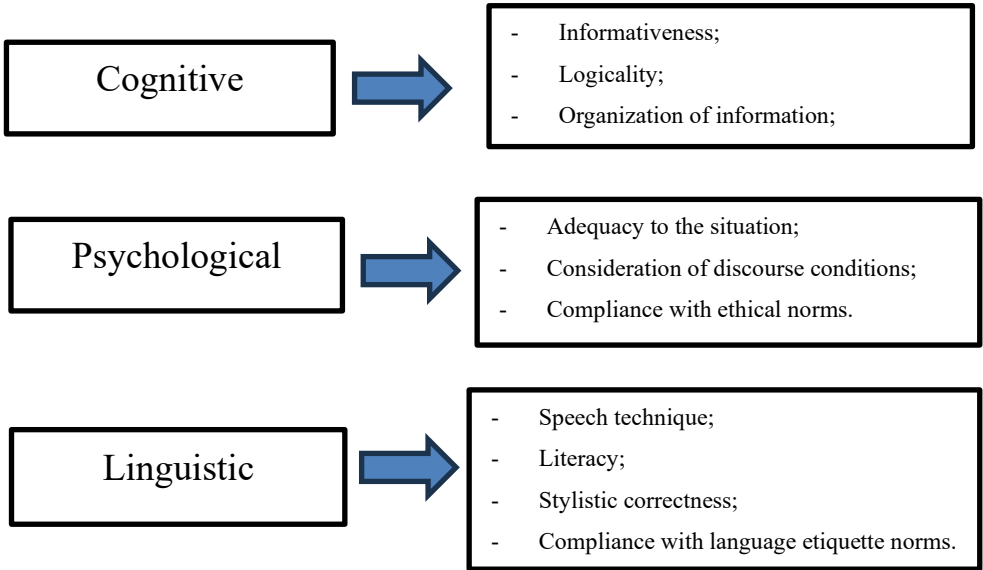 Cognitive
- Informativeness;
- Logicality;
- Organization of information;
Psychological
- Adequacy to the situation;
- Consideration of discourse conditions;
- Compliance with ethical norms.
Linguistic
- Speech technique;
- Literacy;
- Stylistic correctness;
- Compliance with language etiquette norms.